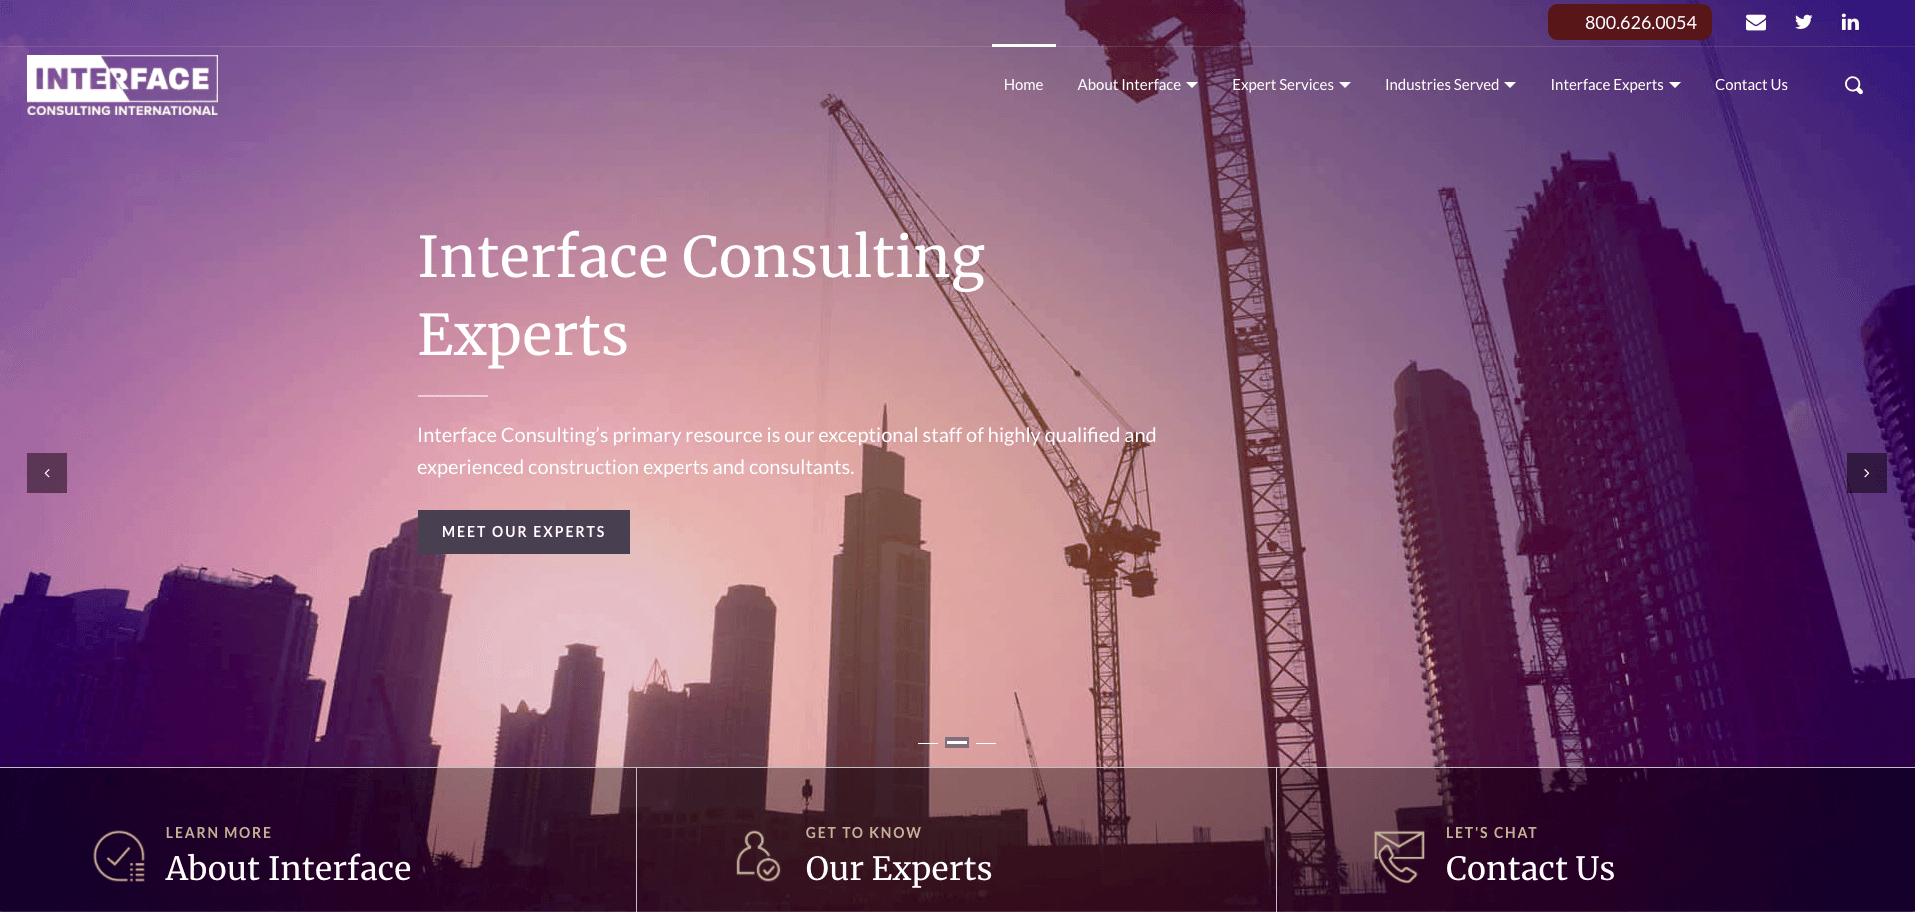 800.626.0054
INTERFACE
CONSULTING INTERNATIONAL
Home About Interface Expert Services Industries Served Interface Experts Contact Us
Interface Consulting
Experts
Interface Consulting’s primary resource is our exceptional staff of highly qualified and
experienced construction experts and consultants.
MEET OUR EXPERTS
LEARN MORE
About Interface
GET TO KNOW
Our Experts
LET'S CHAT
Contact Us